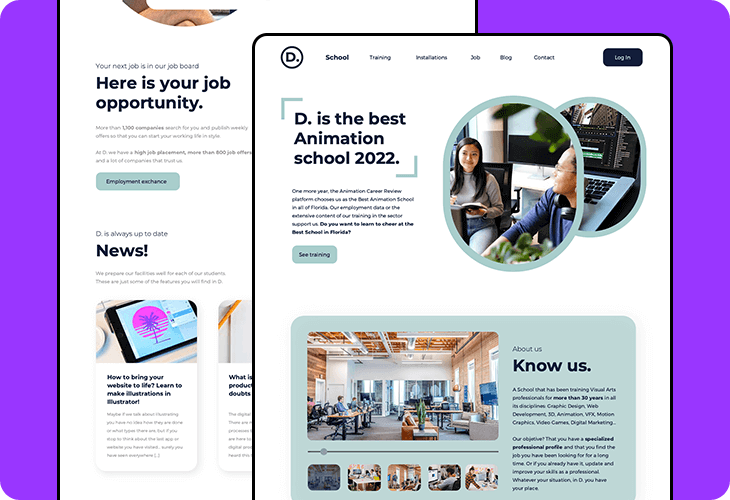 Your next job is in our job board
Here is your job
opportunity.
More than 1,100 companies search for you and publish weekly
offers so that you can start your working life in style.
At D. we have a high job placement, more than 800 job offers
and a lot of companies that trust us.
Employment exchance
D. is always up to date
News!
We prepare our facilities well for each of our students.
These are just some of the features you will find in D.
How to bring your
website to life? Learn to
make illustrations in
Illustrator!
Maybe if we talk about illustrating
you have no idea how they are done
or what types there are, but if you
stop to think about the last app or
website you have visited , surely you
have seen everywhere [...]
What is
product
doubts
The digital
There are
processes
are here to
digital prod
heard this
D.
School
Training
Installations
Job
Blog
Contact
Log In
D. is the best
Animation
school 2022.
One more year, the Animation Career Review
platform chooses us as the Best Animation School
in all of Florida. Our employment data or the
extensive content of our training in the sector
support us. Do you want to learn to cheer at the
Best School in Florida?
See training
About us
Know us.
A School that has been training Visual Arts
professionals for more than 30 years in all
its disciplines: Graphic Design, Web
Development, 3D, Animation, VFX, Motion
Graphics, Video Games, Digital Marketing...
Our objetive? That you have a specialized
professional profile and that you find the
job you have been looking for for a long
time. Or if you already have it, update and
improve your skills as a professional.
Whatever your situation, in D. you have
your place.